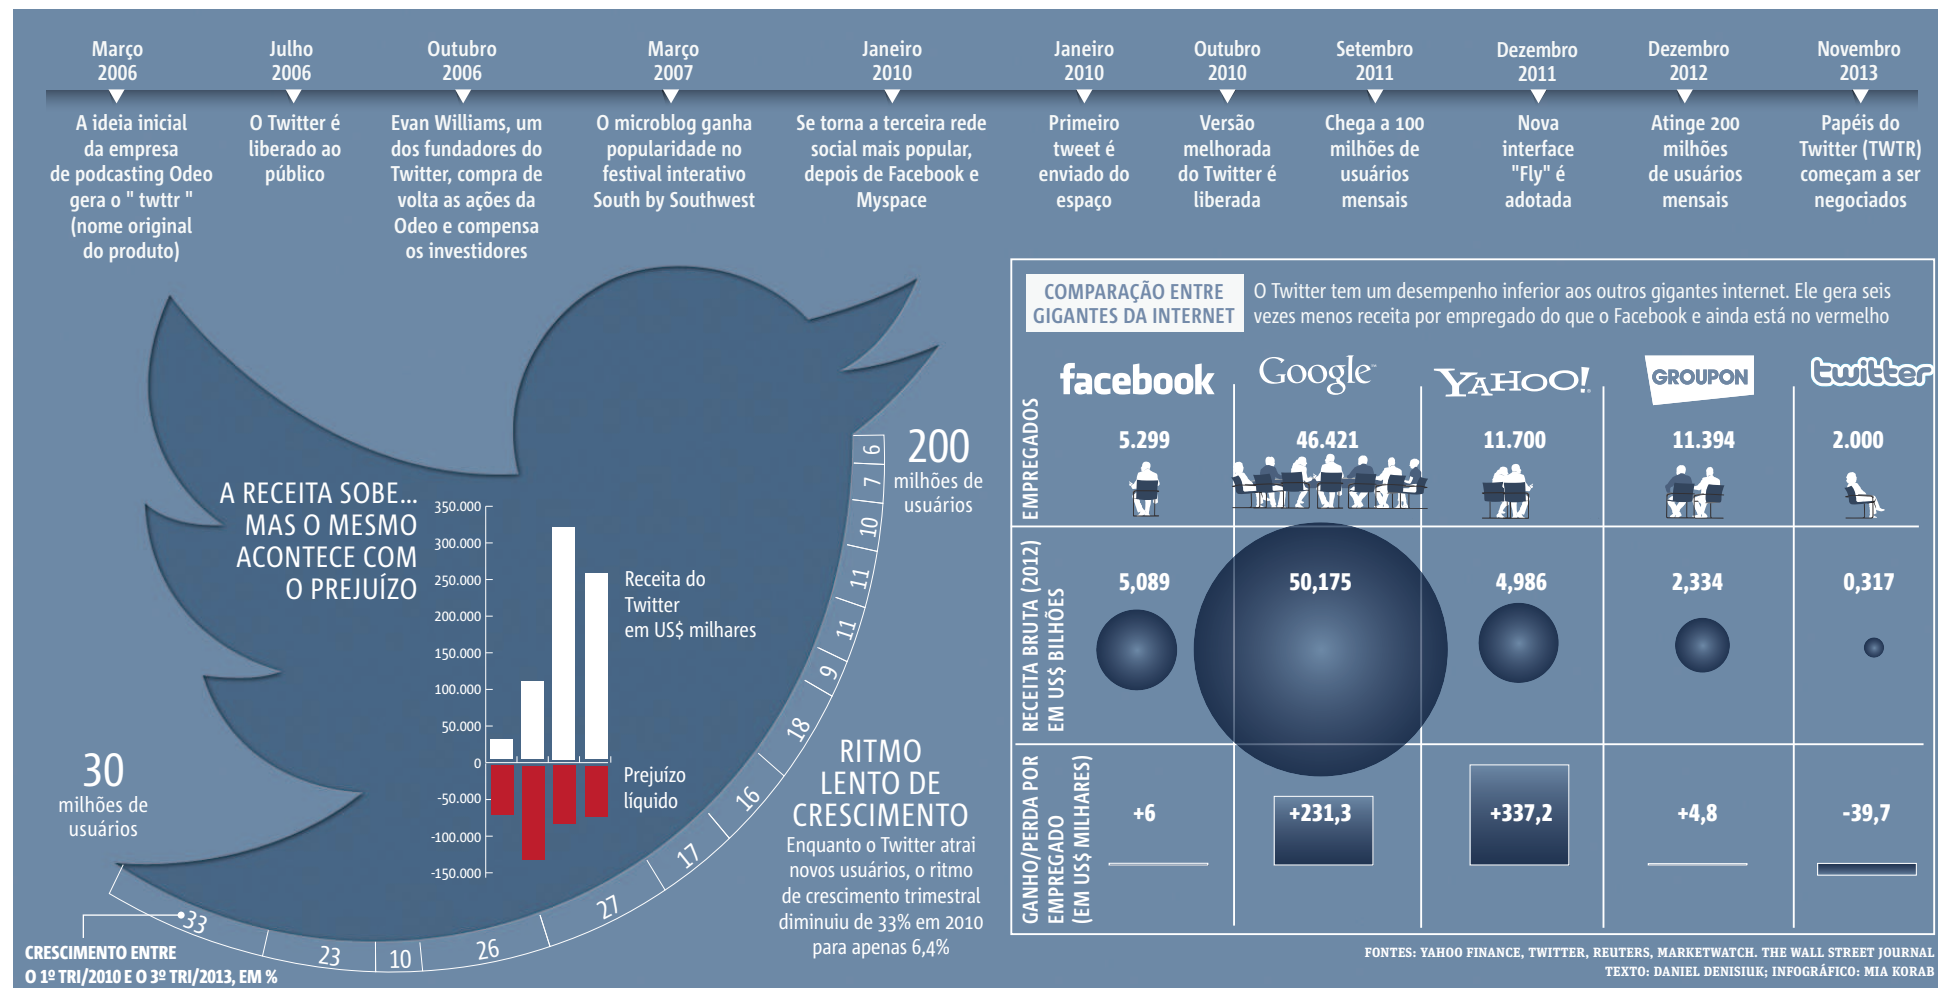 Março
2006
A ideia inicial
da empresa
de podcasting Odeo
gera o " twttr "
(nome original
do produto)
Julho
2006
O Twitter é
liberado ao
público
Outubro
2006
Evan Williams, um
dos fundadores do
Twitter, compra de
volta as ações da
Odeo e compensa
os investidores
Março
2007
O microblog ganha
popularidade no
festival interativo
South by Southwest
Janeiro
2010
Se torna a terceira rede
social mais popular,
depois de Facebook e
Myspace
Janeiro
2010
Primeiro
tweet é
enviado do
espaço
Outubro
2010
Versão
melhorada
do Twitter é
liberada
Setembro
2011
Chega a 100
milhões de
usuários
mensais
Dezembro
2011
Nova
interface
"Fly" é
adotada
Dezembro
2012
Atinge 200
milhões
de usuários
mensais
Novembro
2013
Papéis do
Twitter (TWTR)
começam a ser
negociados
A RECEITA SOBE...
MAS O MESMO
ACONTECE COM
O PREJUÍZO
350.000
300.000
250.000
200.000
150.000
100.000
50.000
0
-50.000
-100.000
-150.000
Receita do
Twitter
em US$ milhares
Prejuízo
líquido
30
milhões de
usuários
200
milhões de
usuários
33
23
10
26
27
17
16
18
9
11
11
10
7
6
CRESCIMENTO ENTRE
O 1º TRI/2010 E O 3º TRI/2013, EM %
RITMO
LENTO DE
CRESCIMENTO
Enquanto o Twitter atrai
novos usuários, o ritmo
de crescimento trimestral
diminuiu de 33% em 2010
para apenas 6,4%
COMPARAÇÃO ENTRE
GIGANTES DA INTERNET
O Twitter tem um desempenho inferior aos outros gigantes internet. Ele gera seis
vezes menos receita por empregado do que o Facebook e ainda está no vermelho
facebook
Google™
YAHOO!®
GROUPON
twitter
EMPREGADOS
5.299
46.421
11.700
11.394
2.000
RECEITA BRUTA (2012)
EM US$ BILHÕES
5,089
50,175
4,986
2,334
0,317
GANHO/PERDA POR
EMPREGADO
(EM US$ MILHARES)
+6
+231,3
+337,2
+4,8
-39,7
FONTES: YAHOO FINANCE, TWITTER, REUTERS, MARKETWATCH. THE WALL STREET JOURNAL
TEXTO: DANIEL DENISIUK; INFOGRÁFICO: MIA KORAB